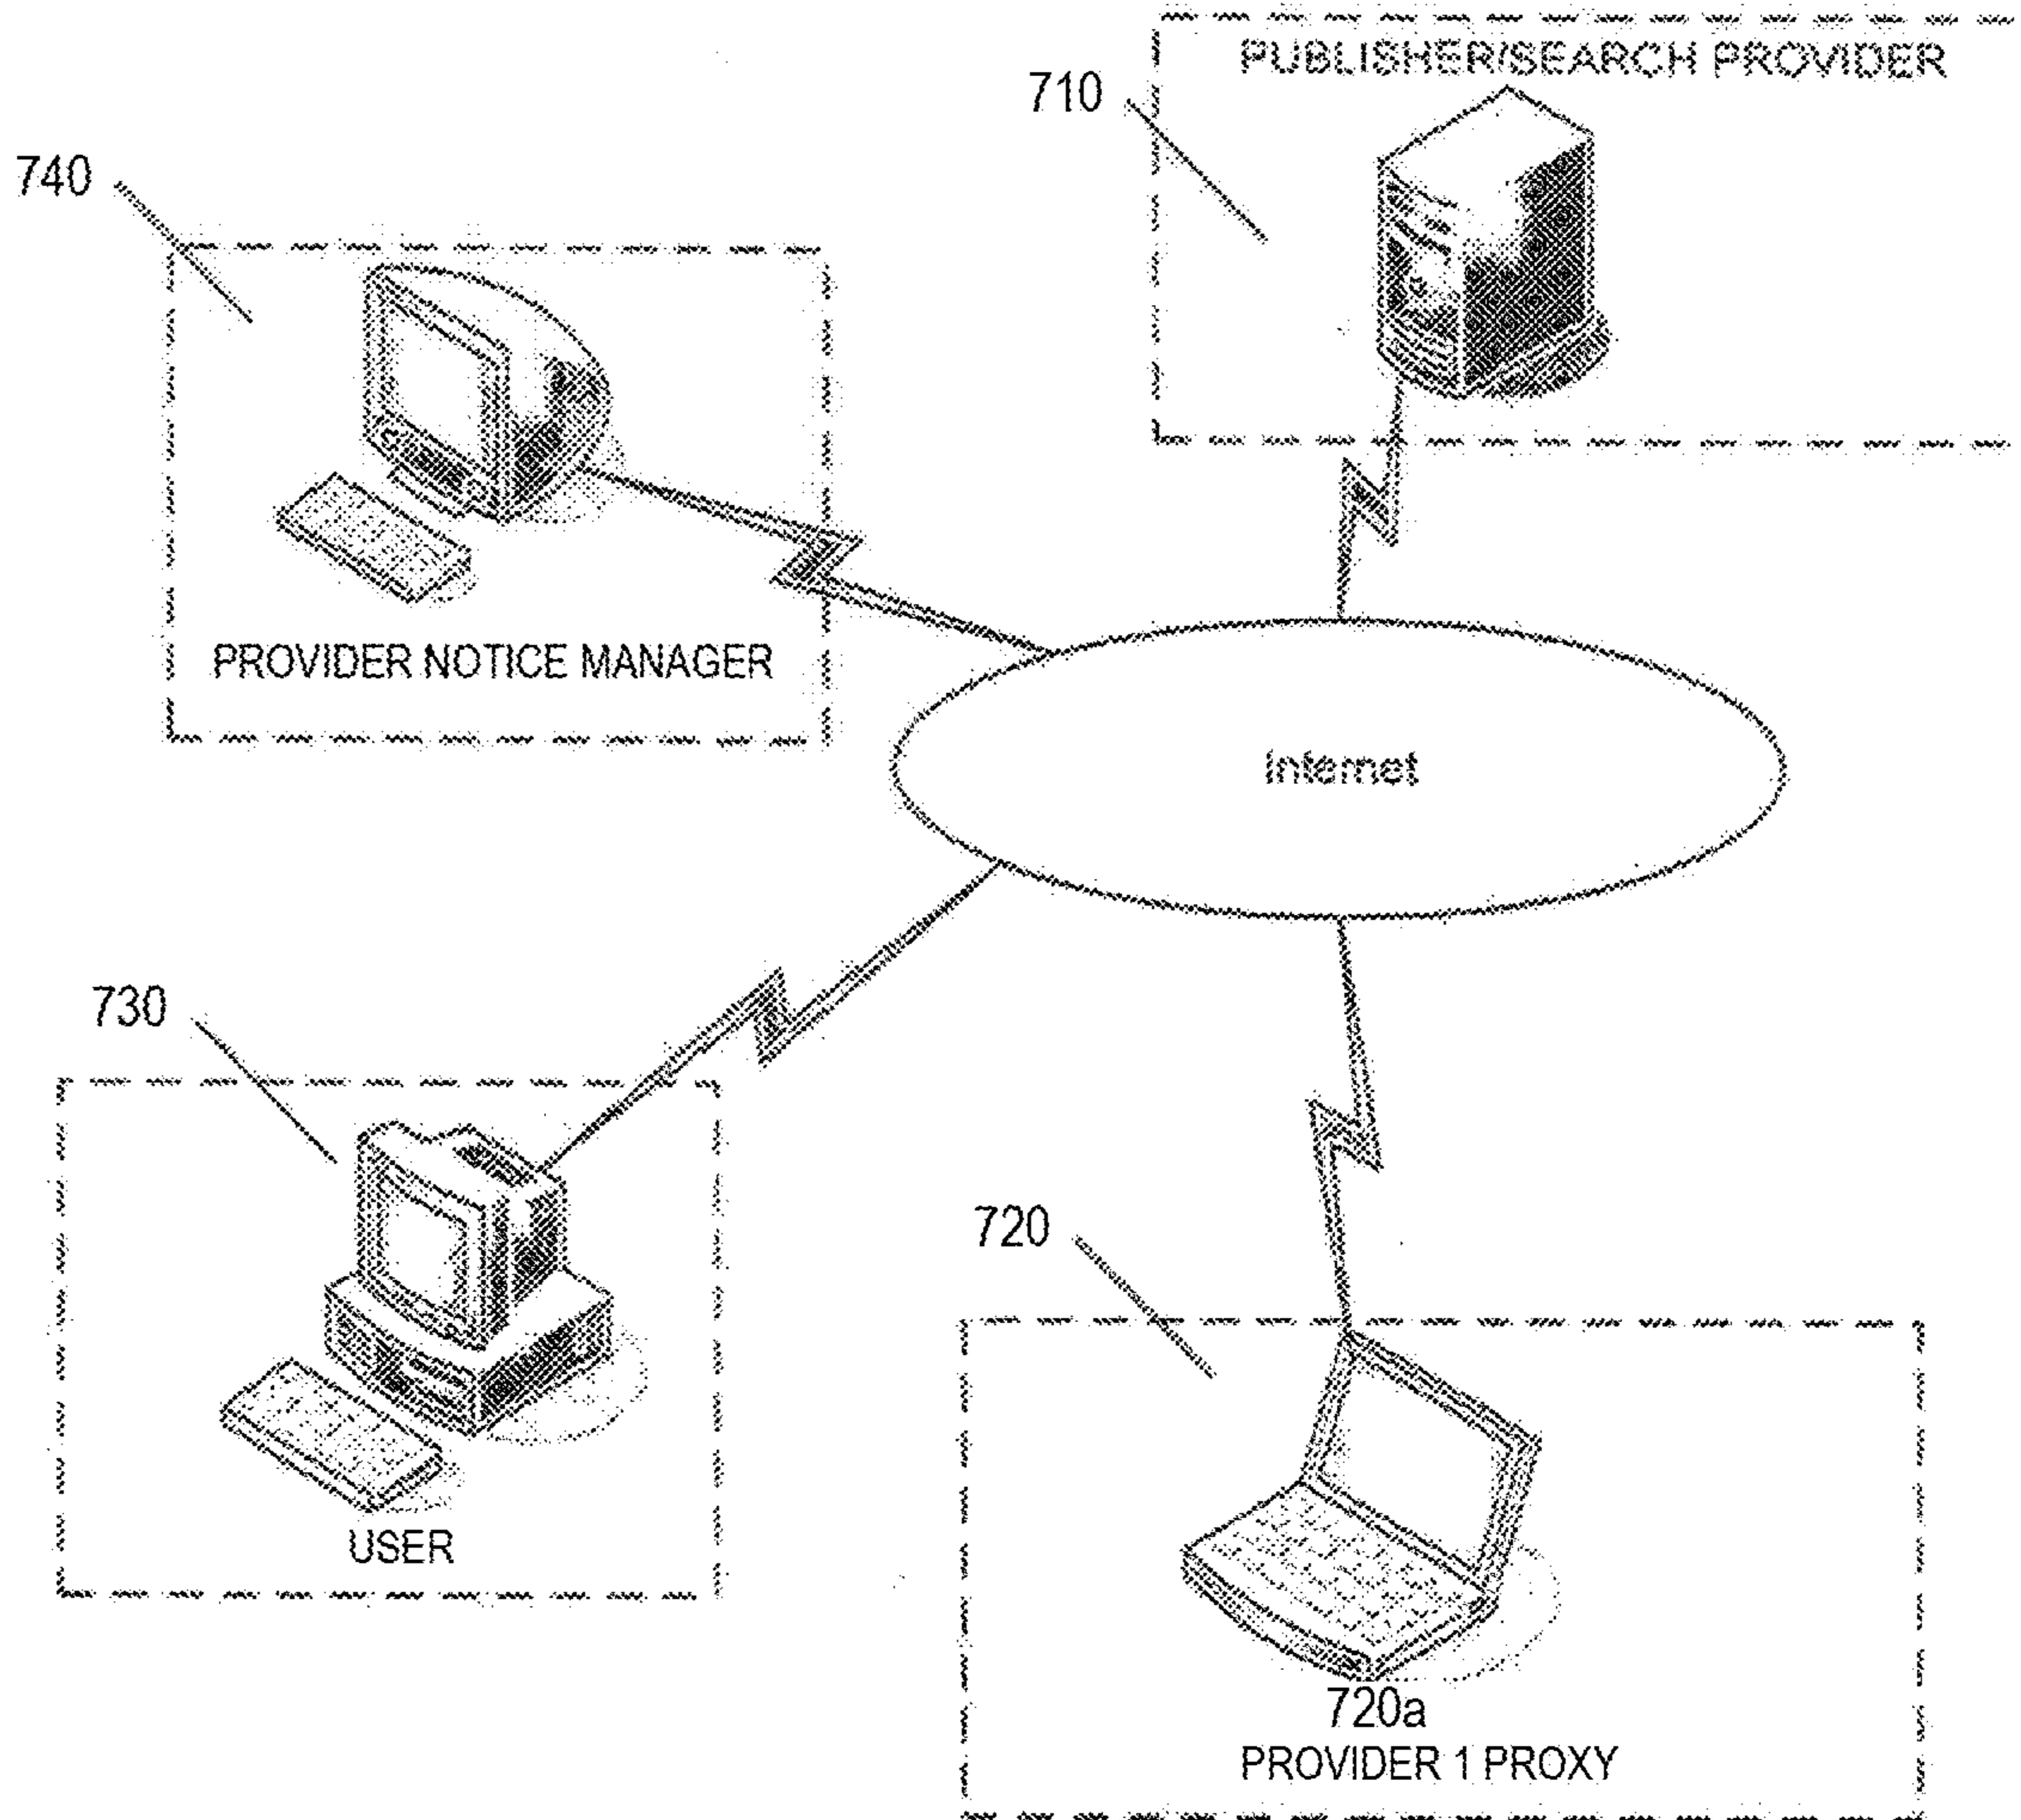 PUBLISHER/SEARCH PROVIDER
710
740
PROVIDER NOTICE MANAGER
Internet
730
720
USER
720a
PROVIDER 1 PROXY